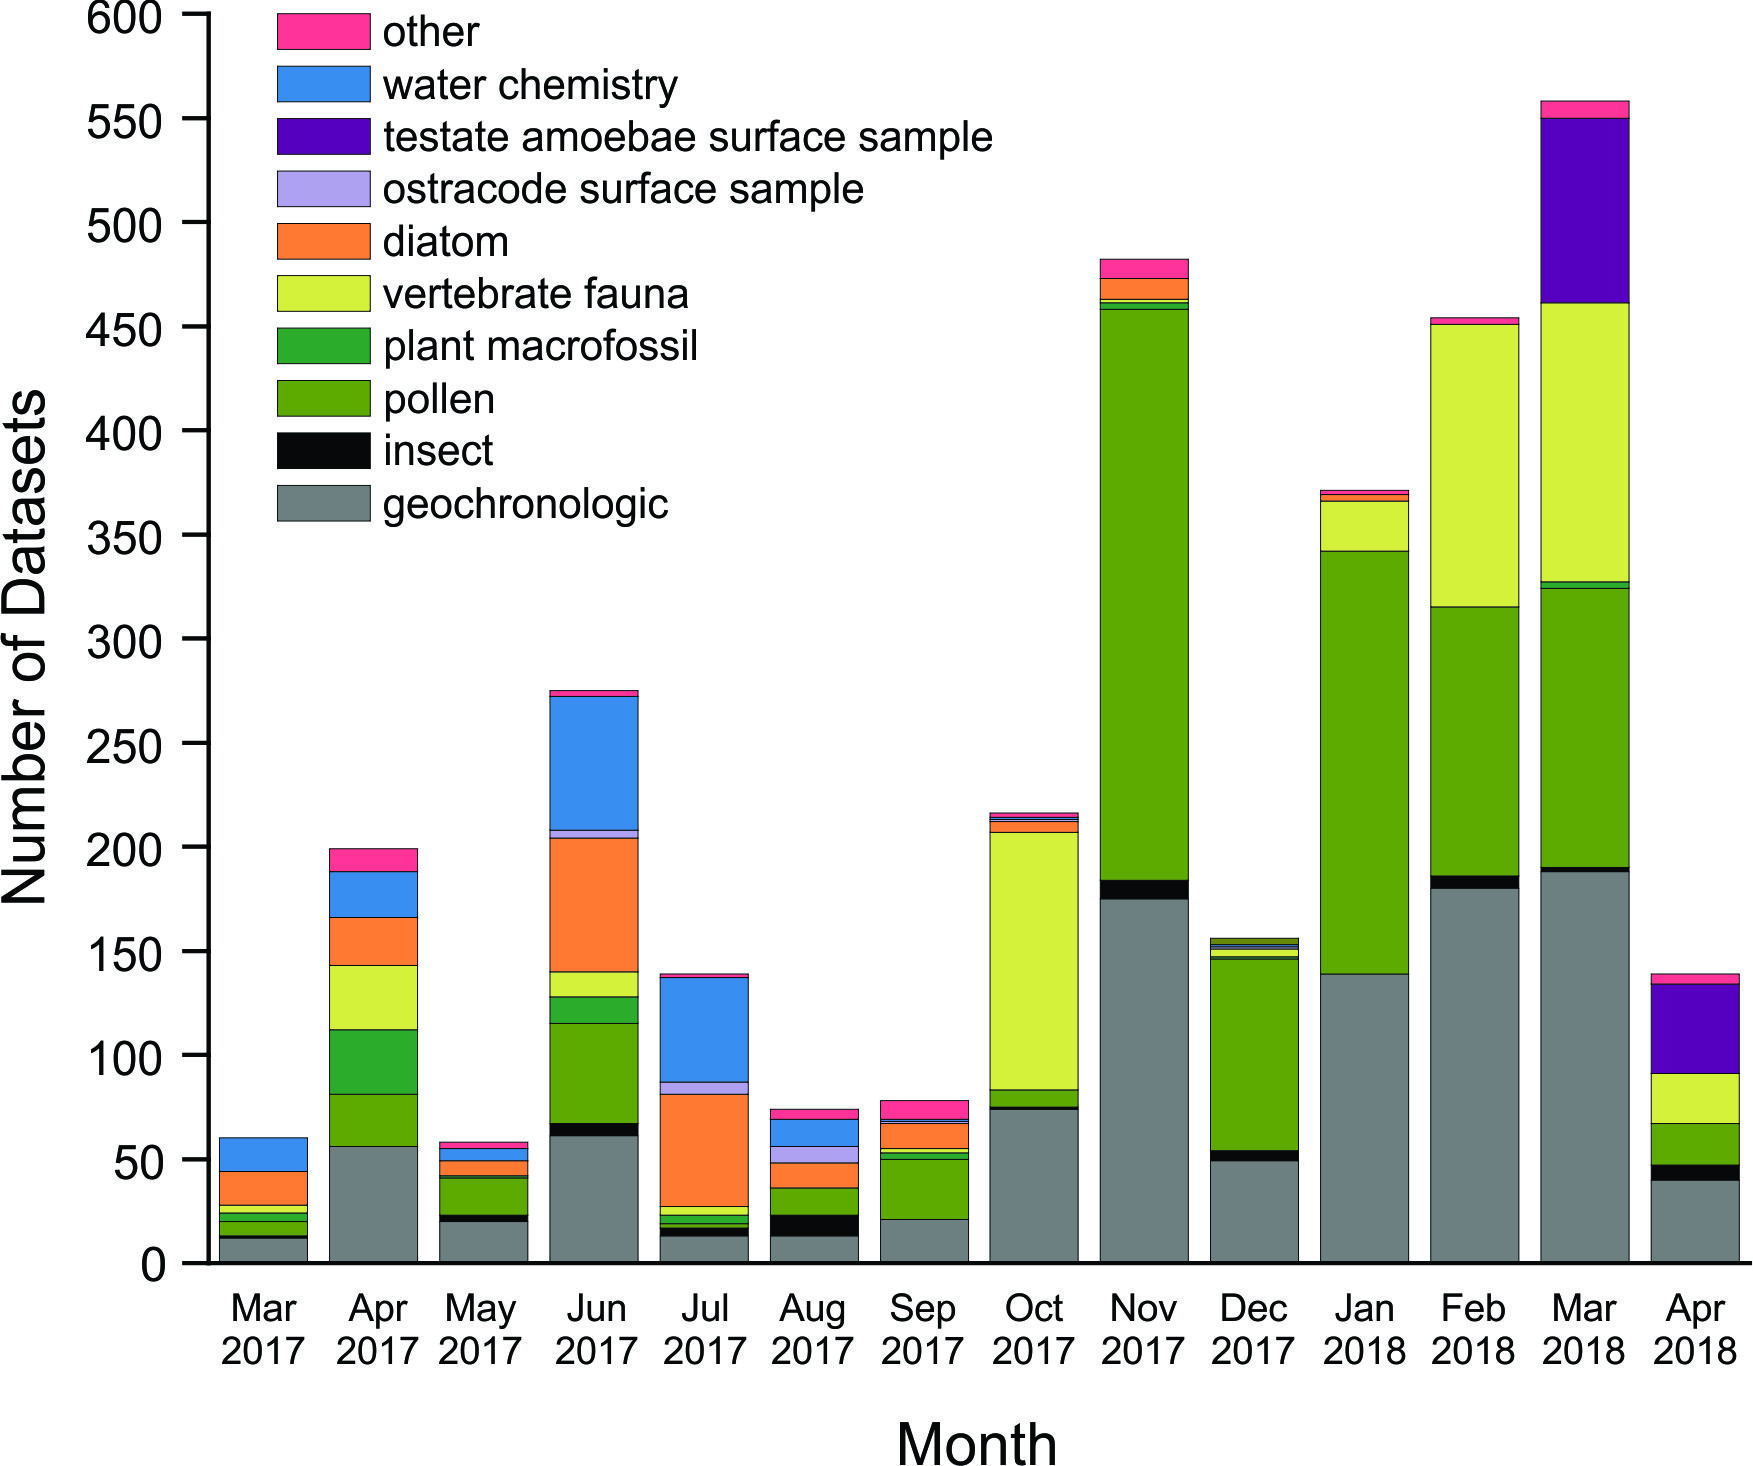 600
550
500
450
400
350
300
250
200
150
100
50
0
Number of Datasets
other
water chemistry
testate amoebae surface sample
ostracode surface sample
diatom
vertebrate fauna
plant macrofossil
pollen
insect
geochronologic
Mar 2017
Apr 2017
May 2017
Jun 2017
Jul 2017
Aug 2017
Sep 2017
Oct 2017
Nov 2017
Dec 2017
Jan 2018
Feb 2018
Mar 2018
Apr 2018
Month